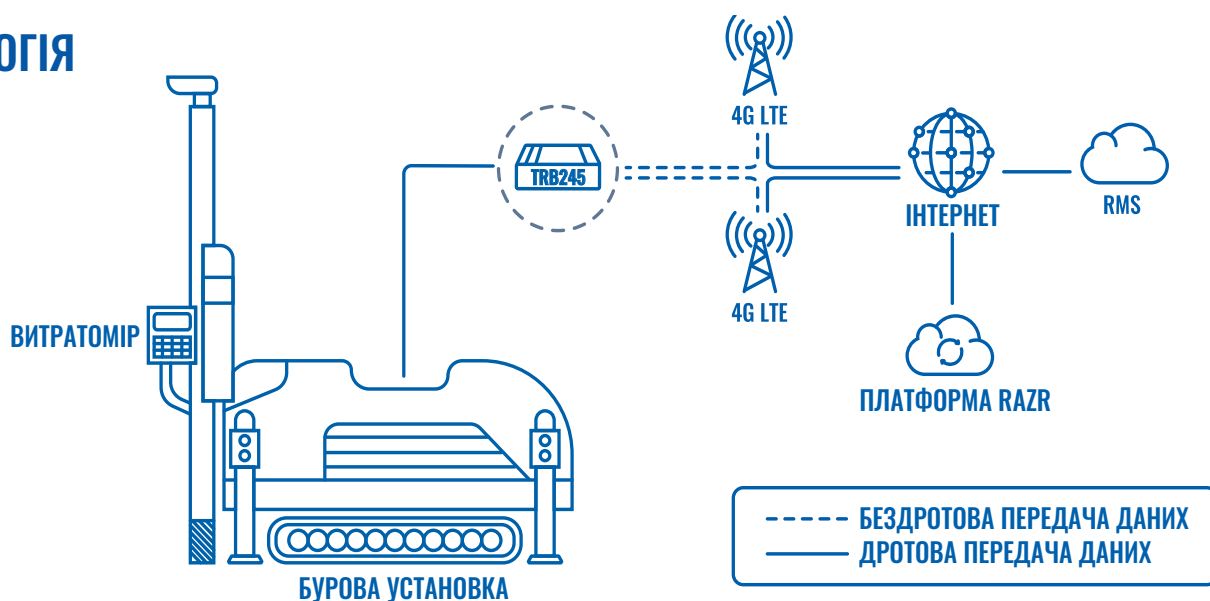 ОГІЯ
4G LTE
TRB245
ІНТЕРНЕТ
RMS
4G LTE
ВИТРАТОМІР
ПЛАТФОРМА RAZR
БЕЗДРОТОВА ПЕРЕДАЧА ДАНИХ
ДРОТОВА ПЕРЕДАЧА ДАНИХ
БУРОВА УСТАНОВКА